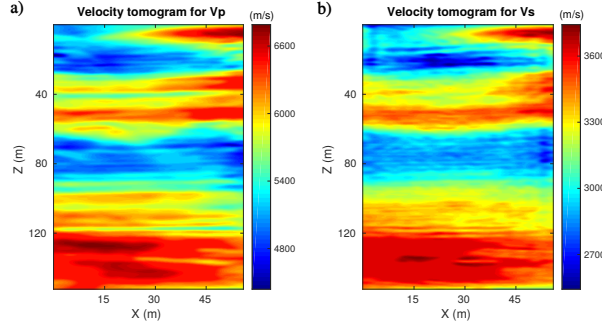 a)
Velocity tomogram for Vp
(m/s)
6600
6000
5400
4800
40
80
120
Z (m)
15 30 45
X (m)
b)
Velocity tomogram for Vs
(m/s)
3600
3300
3000
2700
40
80
120
Z (m)
15 30 45
X (m)